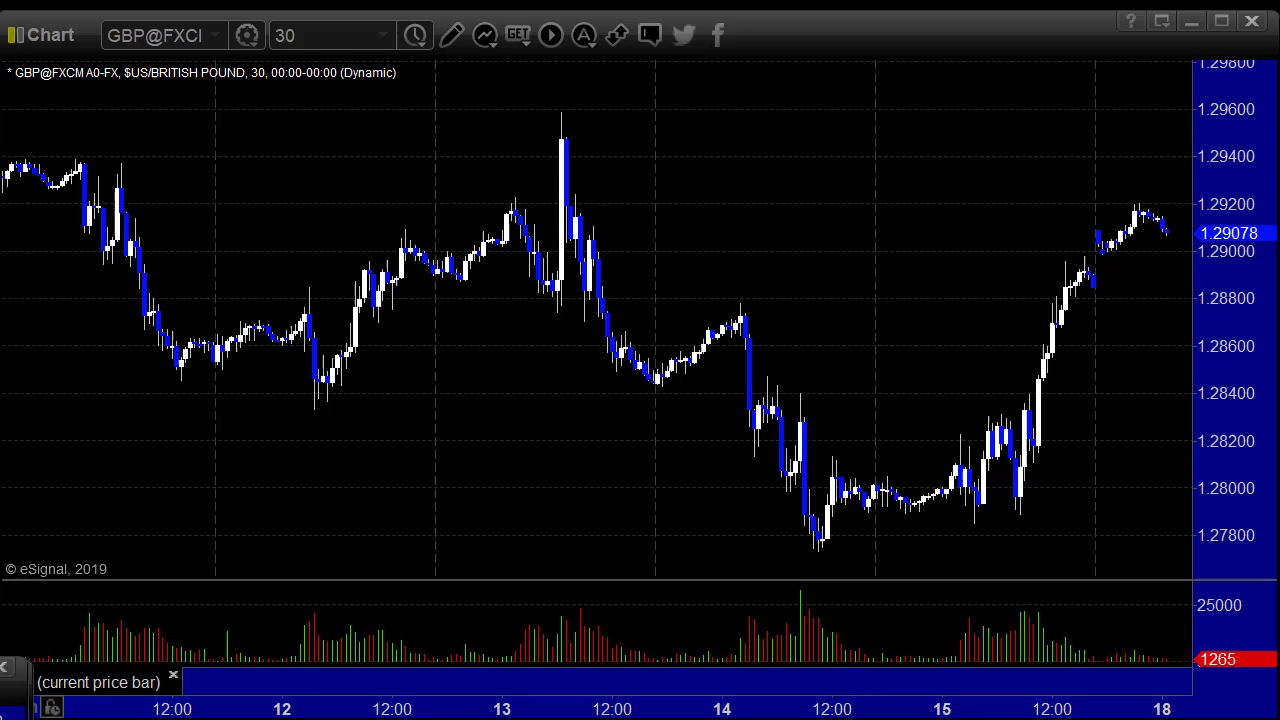 Chart GBP@FXCI 30 GET A ?
* GBP@FXCM A0-FX, $US/BRITISH POUND, 30, 00:00-00:00 (Dynamic)
1.29800
1.29600
1.29400
1.29200
1.29078
1.29000
1.28800
1.28600
1.28400
1.28200
1.28000
1.27800
© eSignal, 2019
25000
1265
(current price bar)
12:00 12 12:00 13 12:00 14 12:00 15 12:00 18